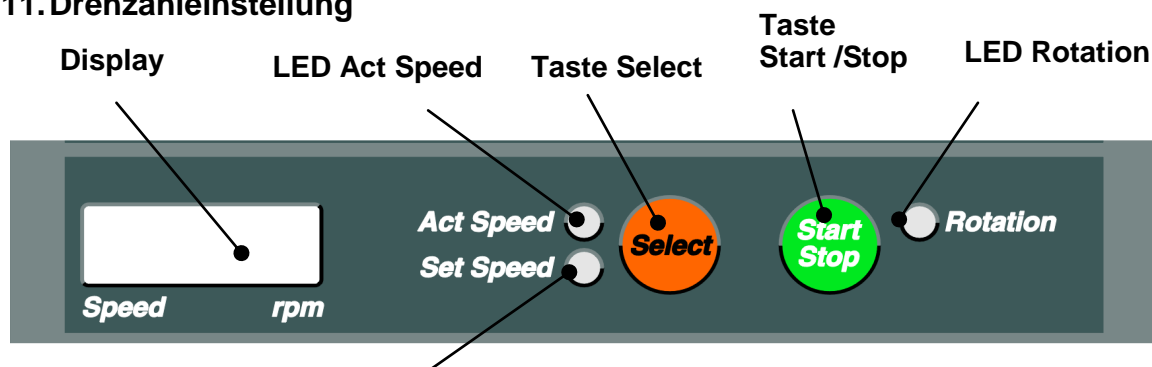 11. Drehzahleinstellung
Display
LED Act Speed
Taste Select
Taste
Start /Stop
LED Rotation
Act Speed
Set Speed
Select
Start
Stop
Rotation
Speed
rpm